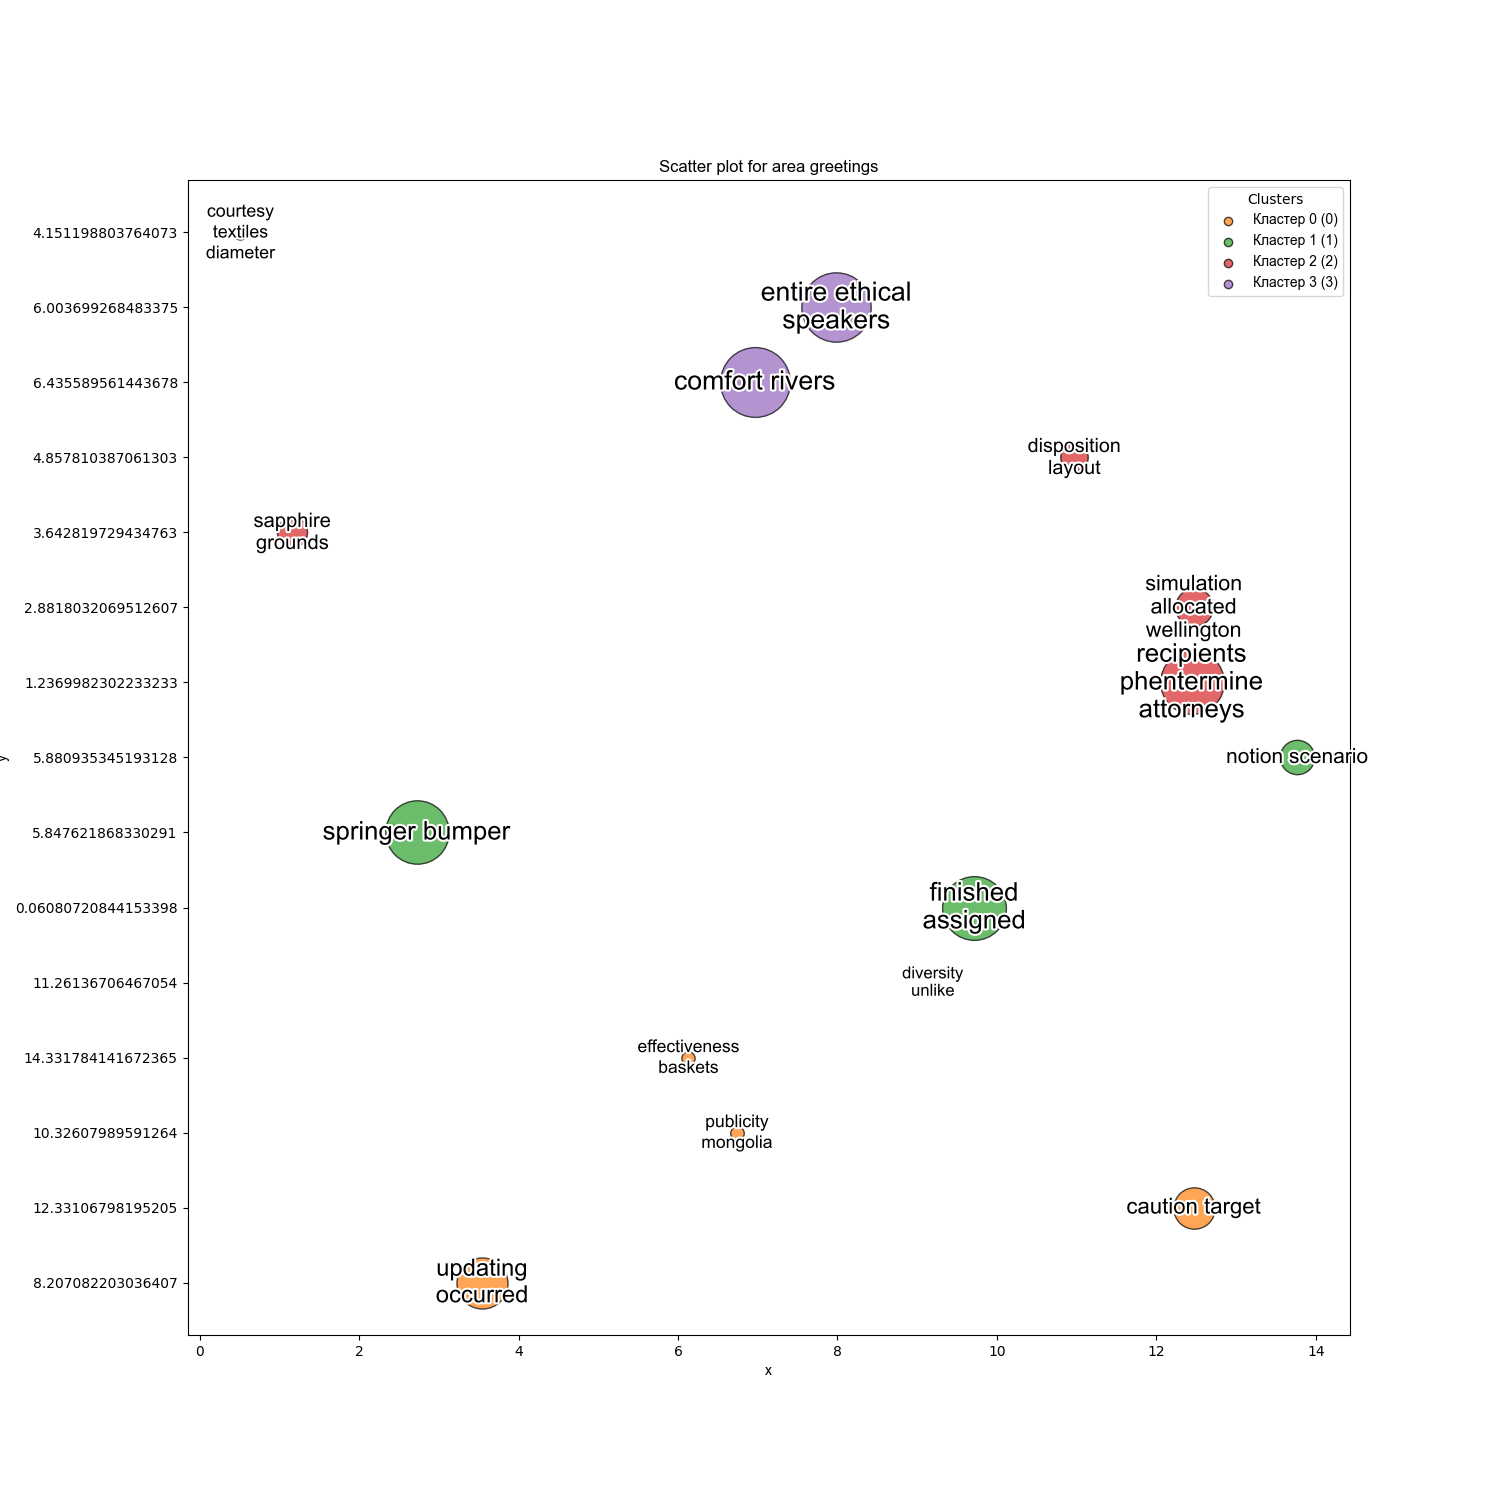 Scatter plot for area greetings
Clusters
Кластер 0 (0)
Кластер 1 (1)
Кластер 2 (2)
Кластер 3 (3)
4.151198803764073
6.003699268483375
6.435589561443678
4.857810387061303
3.642819729434763
2.8818032069512607
1.2369982302233233
5.880935345193128
5.847621868330291
0.06080720844153398
11.26136706467054
14.331784141672365
10.32607989591264
12.33106798195205
8.207082203036407
y
courtesy
textiles
diameter
entire ethical
speakers
comfort rivers
disposition
layout
sapphire
grounds
simulation
allocated
wellington
recipients
phentermine
attorneys
notion scenario
springer bumper
finished
assigned
diversity
unlike
effectiveness
baskets
publicity
mongolia
caution target
updating
occurred
0 2 4 6 8 10 12 14
x